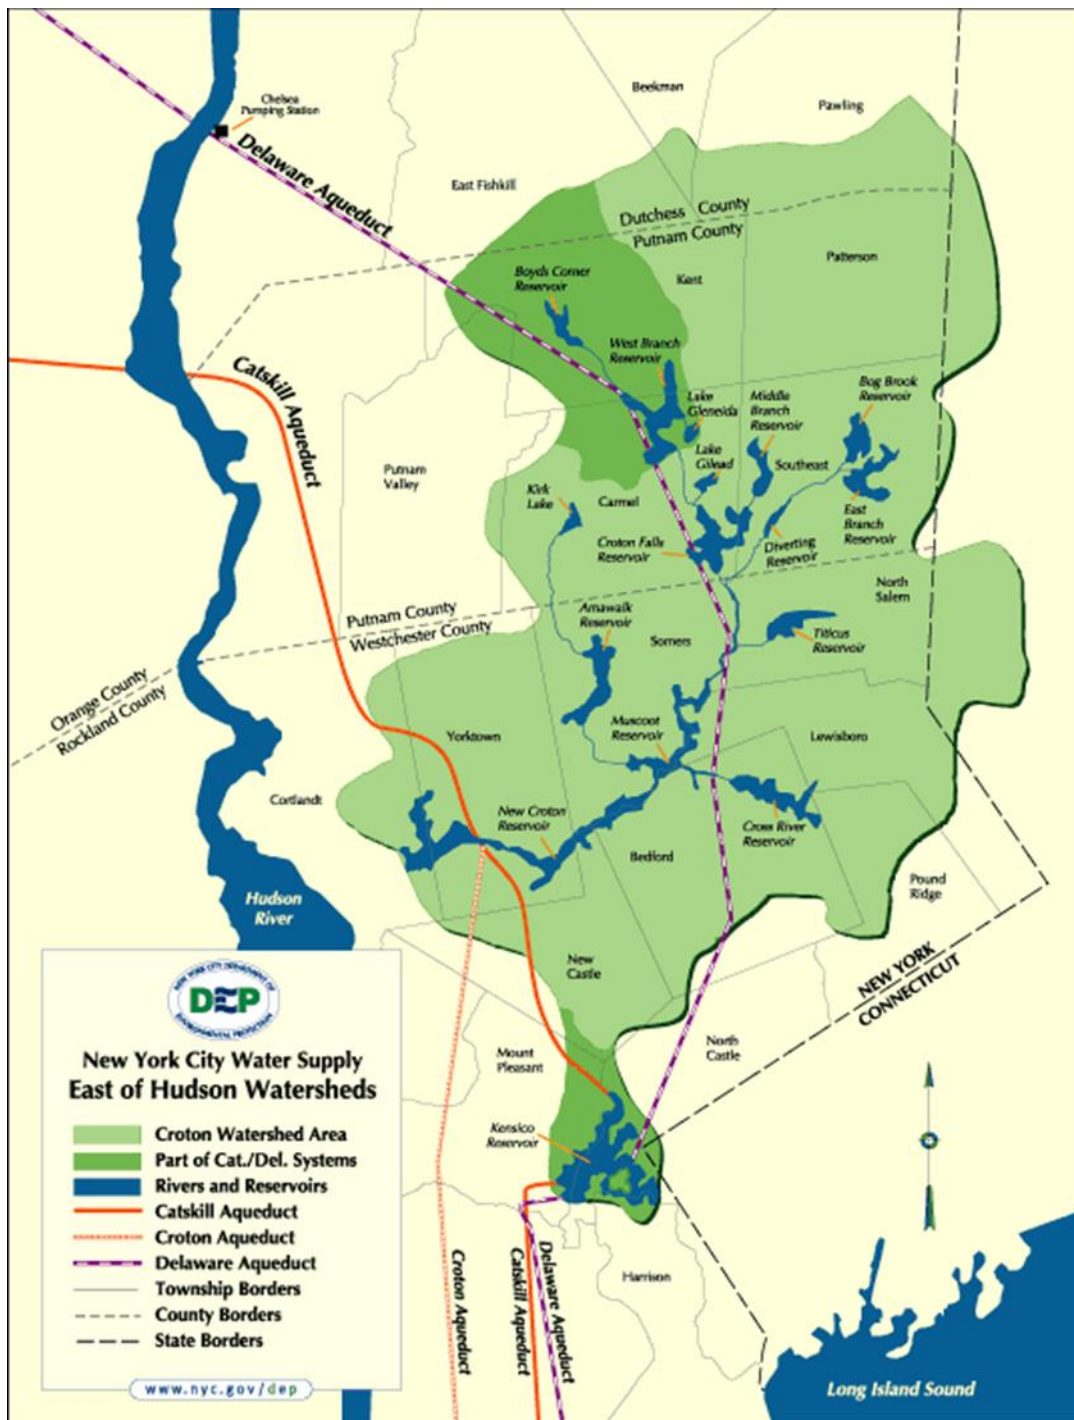 Beekman
Pawling
Chelsea
Pumping Station
Delaware Aqueduct
East Fishkill
Dutchess County
Putnam County
Patterson
Kent
Boyds Corner
Reservoir
West Branch
Reservoir
Catskill Aqueduct
Lake
Gleneida
Middle
Branch
Reservoir
Bog Brook
Reservoir
Putnam
Valley
Lake
Gilead
Southeast
Kirk
Lake
Carmel
East
Branch
Reservoir
Croton Falls
Reservoir
Diverting
Reservoir
North
Salem
Putnam County
Westchester County
Amawalk
Reservoir
Somers
Titicus
Reservoir
Orange County
Rockland County
Yorktown
Muscoot
Reservoir
Lewisboro
Cortlandt
New Croton
Reservoir
Cross River
Reservoir
Bedford
Pound
Ridge
Hudson
River
New
Castle
NEW YORK
CONNECTICUT
Mount
Pleasant
North
Castle
Kensico
Reservoir
Harrison
Croton Aqueduct
Catskill Aqueduct
Delaware Aqueduct
Long Island Sound
NEW YORK CITY DEPARTMENT OF
DEP
ENVIRONMENTAL PROTECTION
New York City Water Supply
East of Hudson Watersheds
Croton Watershed Area
Part of Cat./Del. Systems
Rivers and Reservoirs
Catskill Aqueduct
Croton Aqueduct
Delaware Aqueduct
Township Borders
County Borders
State Borders
www.nyc.gov/dep